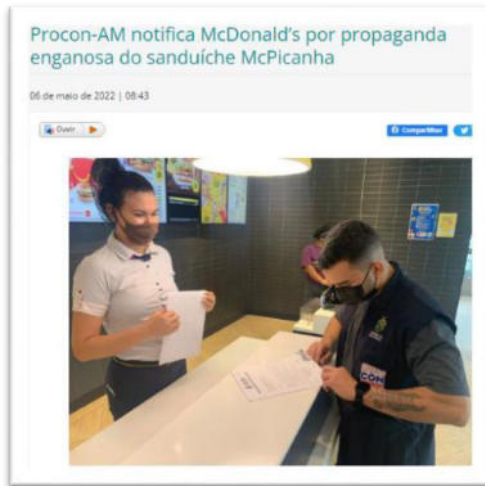 Procon-AM notifica McDonald's por propaganda
enganosa do sanduíche McPicanha
06 de maio de 2022 | 08:43
Ouvir
Compartilhar
CON